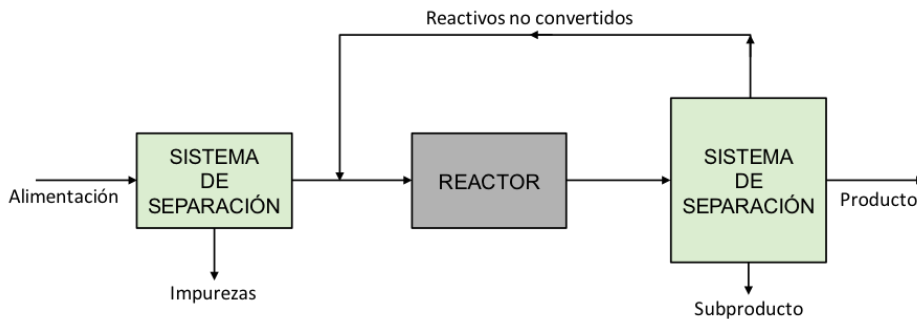 Reactivos no convertidos
SISTEMA
DE
SEPARACIÓN
REACTOR
SISTEMA
DE
SEPARACIÓN
Alimentación
Producto
Impurezas
Subproducto